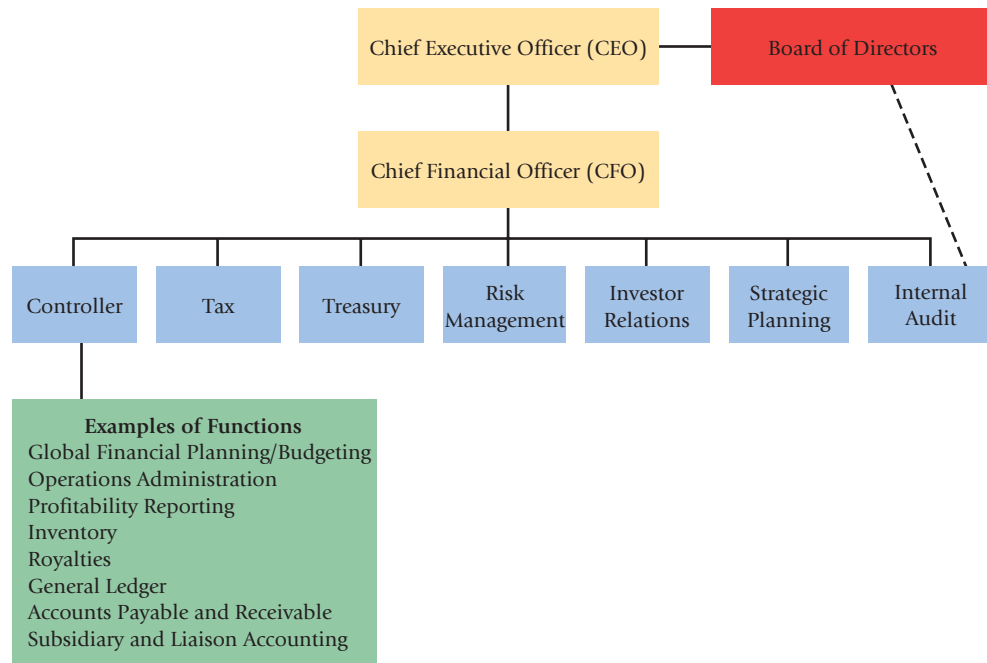 Chief Executive Officer (CEO)
Board of Directors
Chief Financial Officer (CFO)
Controller
Tax
Treasury
Risk
Management
Investor
Relations
Strategic
Planning
Internal
Audit
Examples of Functions
Global Financial Planning/Budgeting
Operations Administration
Profitability Reporting
Inventory
Royalties
General Ledger
Accounts Payable and Receivable
Subsidiary and Liaison Accounting